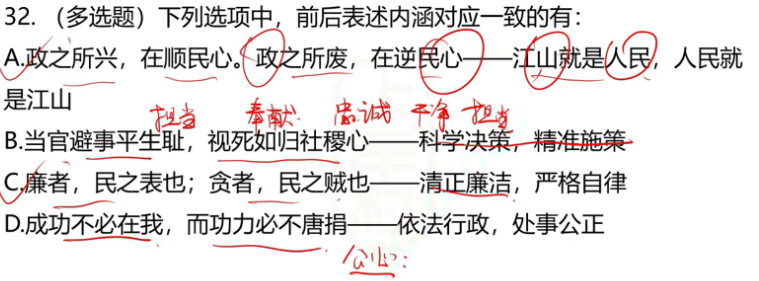 32. （多选题）下列选项中，前后表述内涵对应一致的有：
A.政之所兴，在顺民心。政之所废，在逆民心——江山就是人民，人民就
是江山
担当 奉献 忠诚 干净 担当
B.当官避事平生耻，视死如归社稷心——科学决策，精准施策
C.廉者，民之表也；贪者，民之贼也——清正廉洁，严格自律
D.成功不必在我，而功力必不唐捐——依法行政，处事公正
公心：